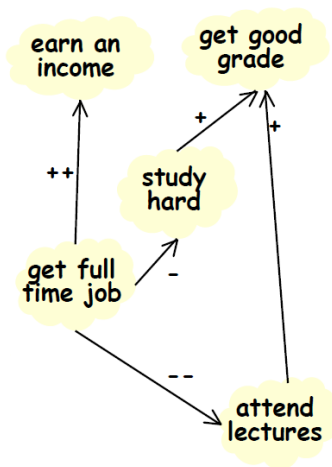 earn an
income
get good
grade
+
+
++
study
hard
get full
time job
-
--
attend
lectures